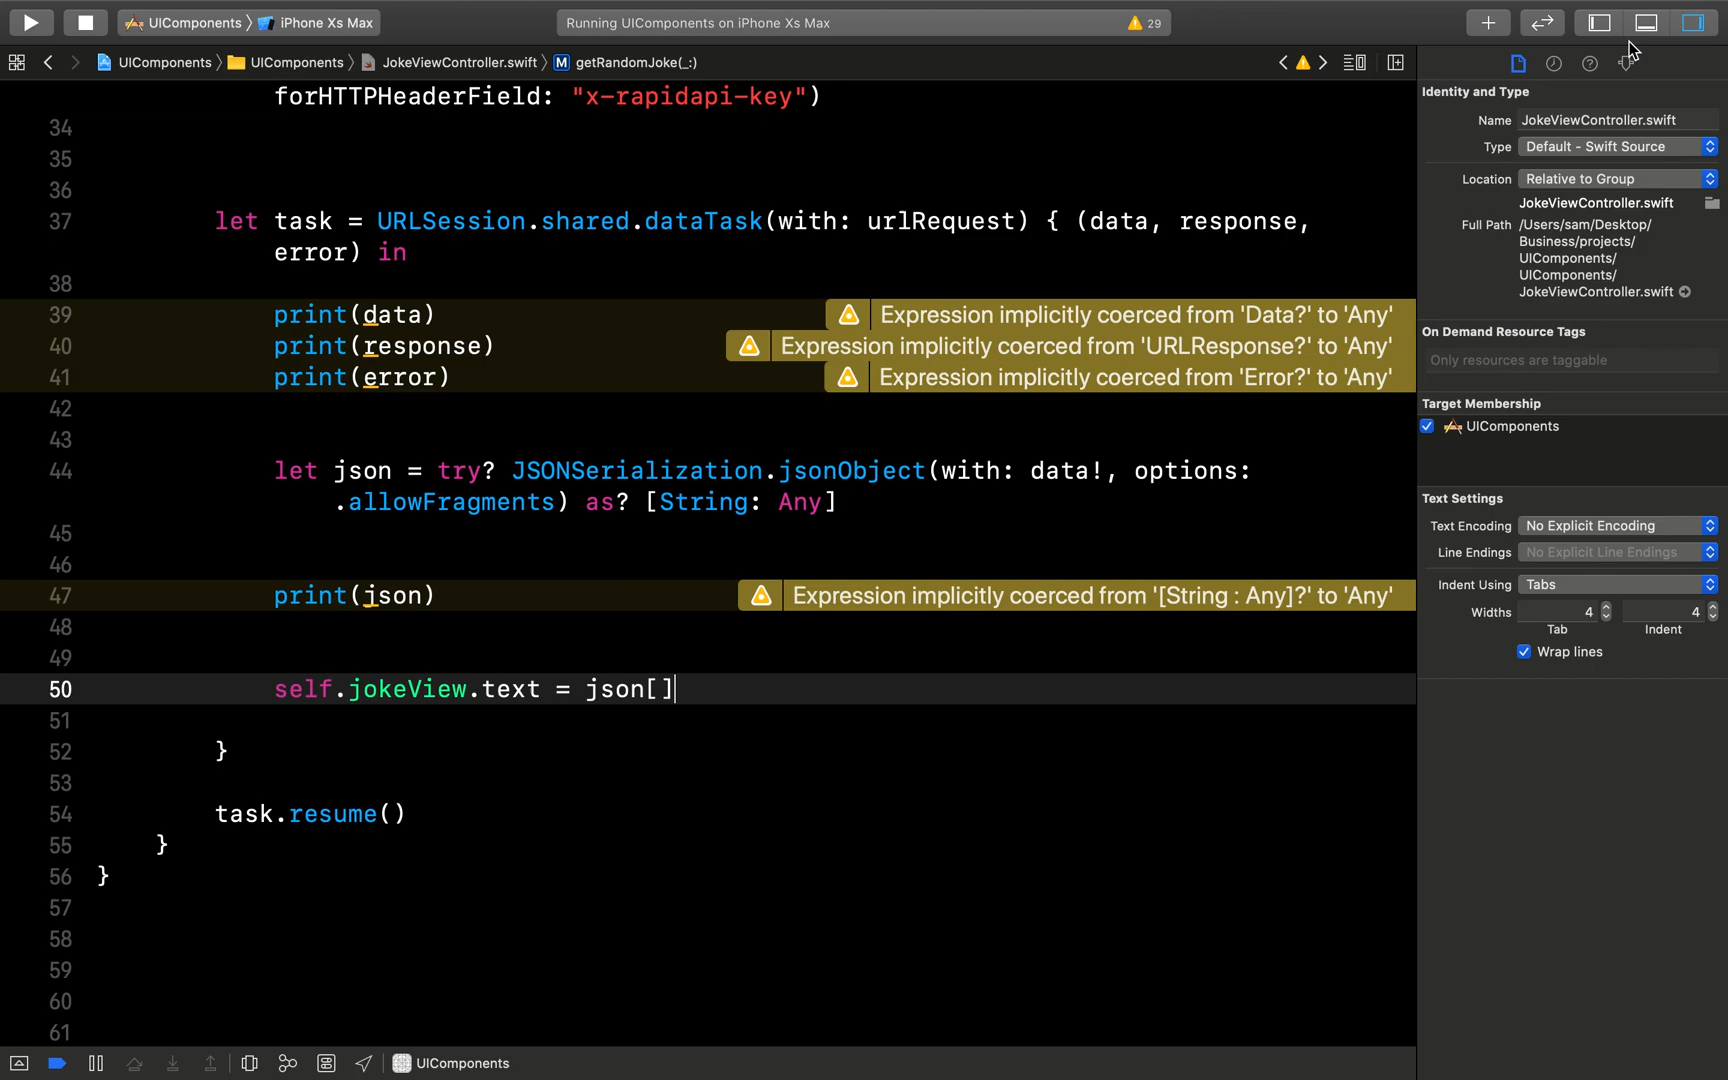 UIComponents 〉 iPhone Xs Max
Running UIComponents on iPhone Xs Max
29
UIComponents 〉 UIComponents 〉 JokeViewController.swift 〉 M getRandomJoke(_:)
forHTTPHeaderField: "x-rapidapi-key")
34
35
36
37 let task = URLSession.shared.dataTask(with: urlRequest) { (data, response,
error) in
38
39 print(data) Expression implicitly coerced from 'Data?' to 'Any'
40 print(response) Expression implicitly coerced from 'URLResponse?' to 'Any'
41 print(error) Expression implicitly coerced from 'Error?' to 'Any'
42
43
44 let json = try? JSONSerialization.jsonObject(with: data!, options:
.allowFragments) as? [String: Any]
45
46
47 print(json) Expression implicitly coerced from '[String : Any]?' to 'Any'
48
49
50 self.jokeView.text = json[]
51
52 }
53
54 task.resume()
55 }
56 }
57
58
59
60
61
UIComponents
Identity and Type
Name JokeViewController.swift
Type Default - Swift Source
Location Relative to Group
JokeViewController.swift
Full Path /Users/sam/Desktop/
Business/projects/
UIComponents/
UIComponents/
JokeViewController.swift
On Demand Resource Tags
Only resources are taggable
Target Membership
UIComponents
Text Settings
Text Encoding No Explicit Encoding
Line Endings No Explicit Line Endings
Indent Using Tabs
Widths 4 4
Tab Indent
Wrap lines